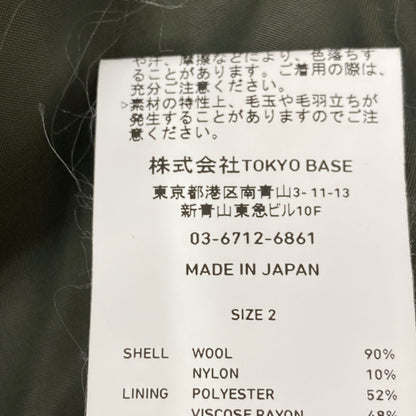 や汗、摩擦などにより、色落ちす
ることがあります。ご着用の際は、
充分ご注意ください。
▷素材の特性上、毛玉や毛羽立ちが
発生することがありますのでご注
意ください。
株式会社TOKYO BASE
東京都港区南青山3-11-13
新青山東急ビル10F
03-6712-6861
MADE IN JAPAN
SIZE 2
SHELL WOOL 90%
NYLON 10%
LINING POLYESTER 52%
VISCOSE RAYON 48%